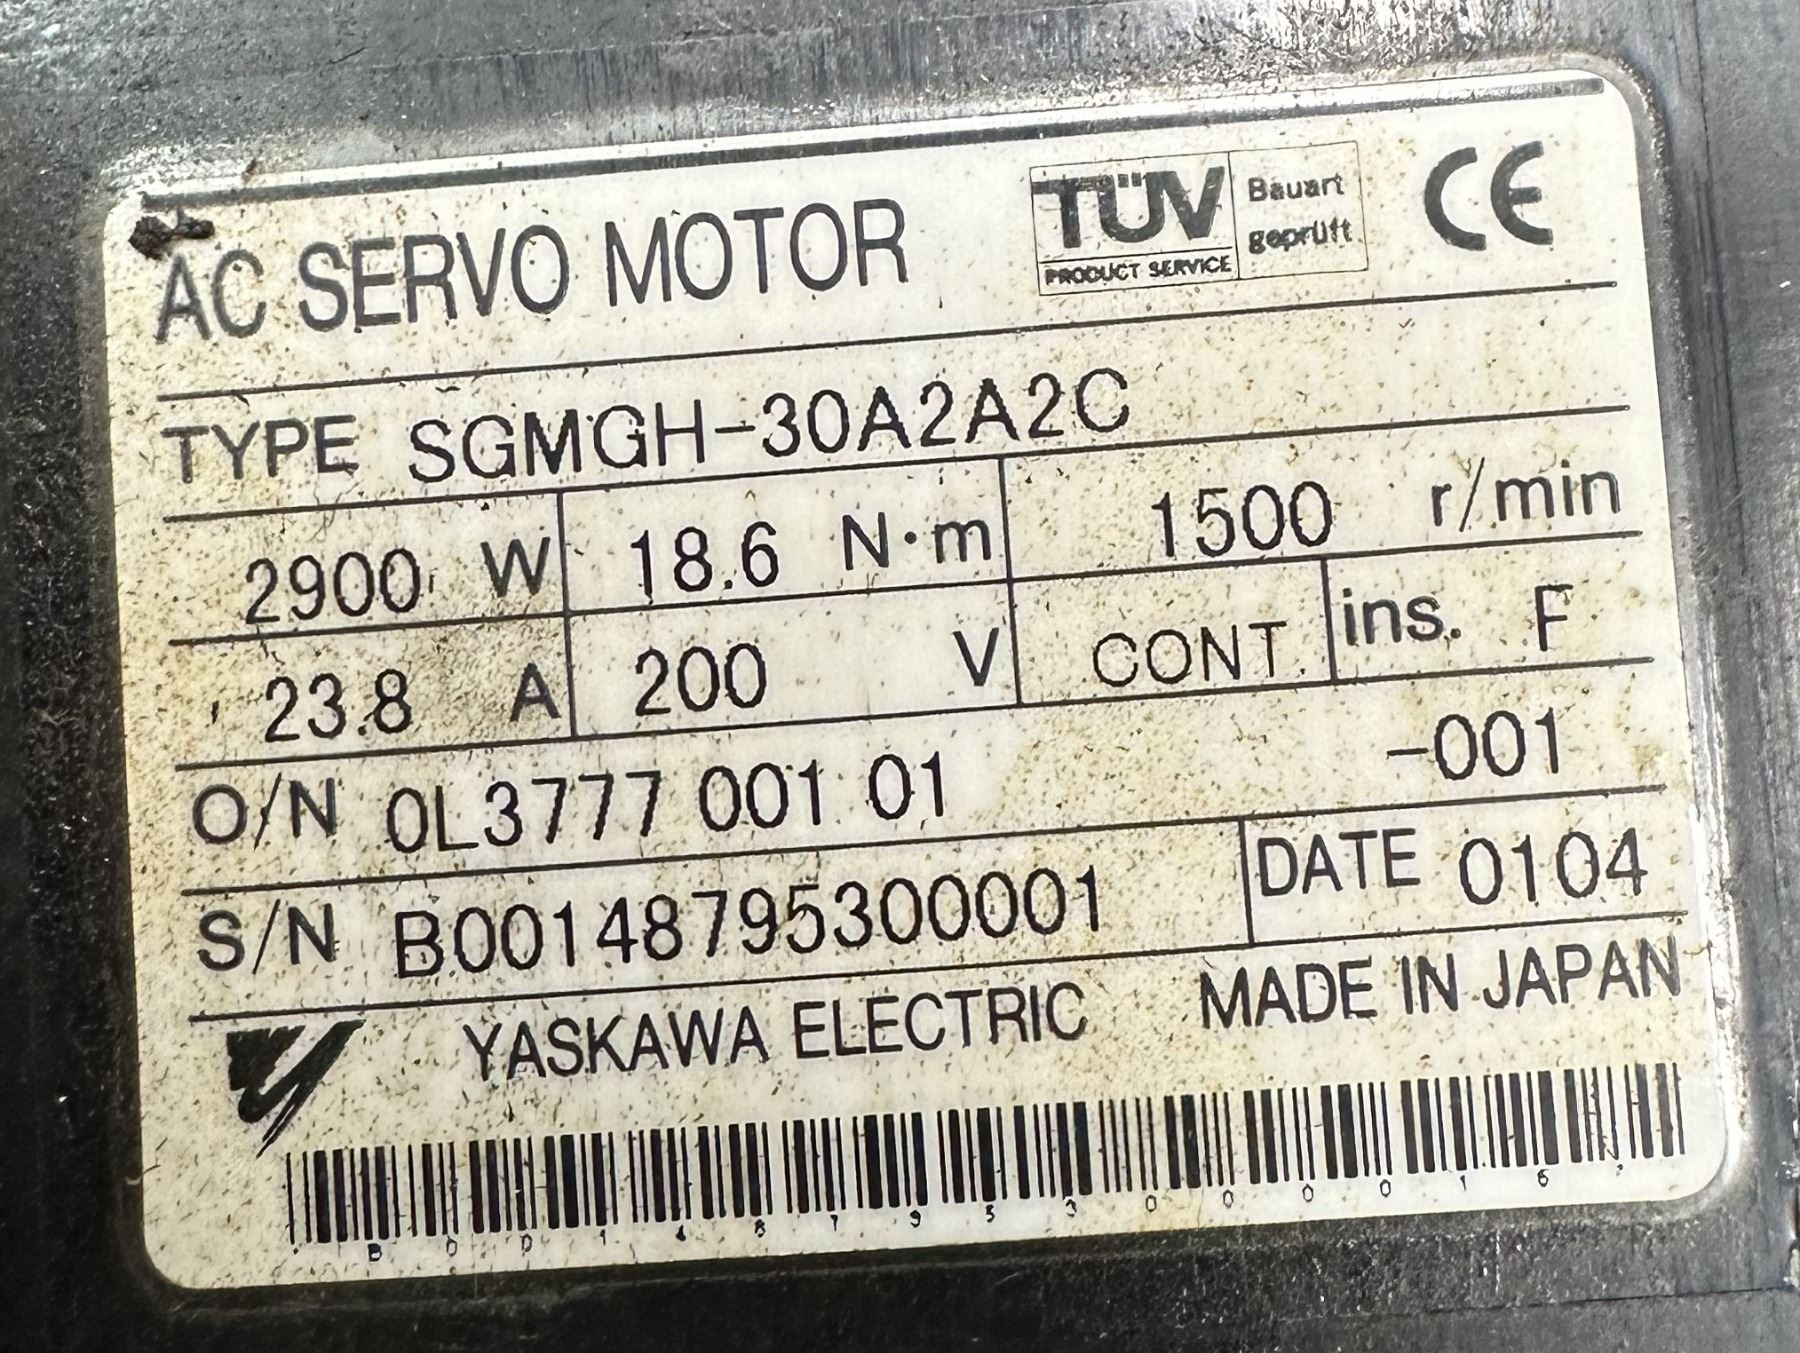 AC SERVO MOTOR
TÜV
PRODUCT SERVICE
Bauart
geprüft
CE
TYPE SGMGH-30A2A2C
2900 W 18.6 N·m 1500 r/min
23.8 A 200 V CONT. ins. F
O/N 0L3777 001 01 -001
S/N B00148795300001 DATE 0104
YASKAWA ELECTRIC MADE IN JAPAN